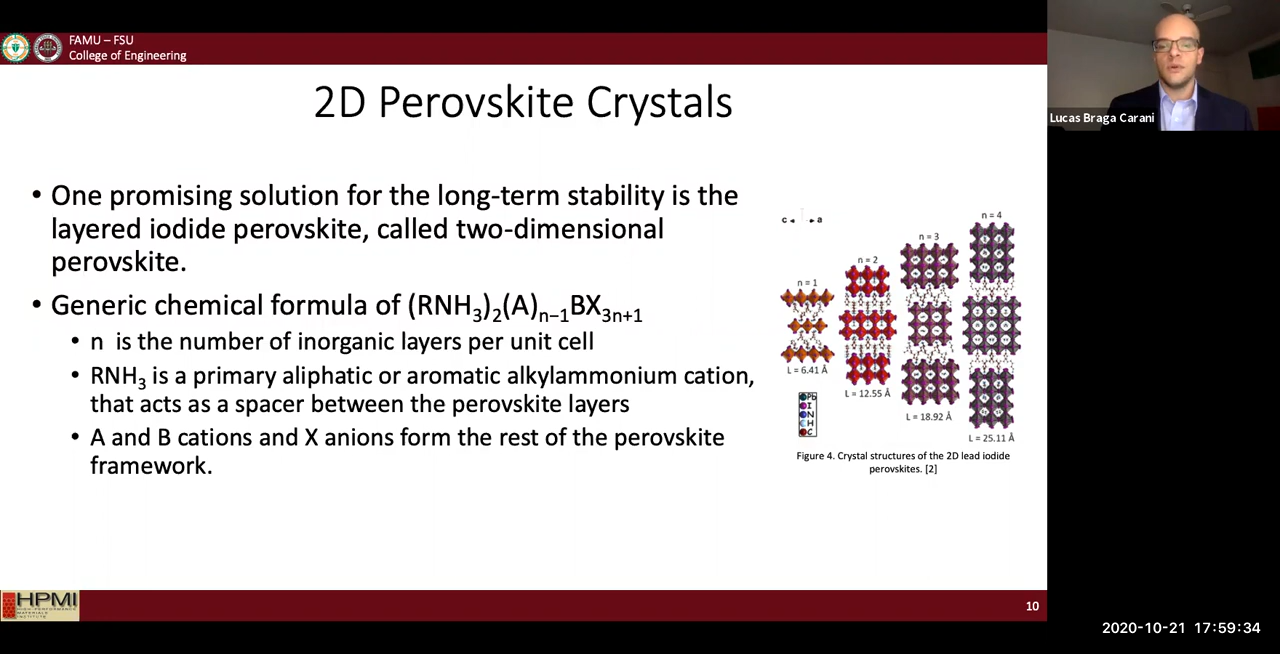 FAMU – FSU
College of Engineering
2D Perovskite Crystals
• One promising solution for the long-term stability is the
layered iodide perovskite, called two-dimensional
perovskite.
• Generic chemical formula of (RNH₃)₂(A)ₙ₋₁BX₃ₙ₊₁
• n is the number of inorganic layers per unit cell
• RNH₃ is a primary aliphatic or aromatic alkylammonium cation,
that acts as a spacer between the perovskite layers
• A and B cations and X anions form the rest of the perovskite
framework.
c a
n = 1
n = 2
n = 3
n = 4
L = 6.41 Å
L = 12.55 Å
L = 18.92 Å
L = 25.11 Å
Pb
I
N
H
C
Figure 4. Crystal structures of the 2D lead iodide
perovskites. [2]
HPMI
HIGH-PERFORMANCE
MATERIALS
INSTITUTE
10
Lucas Braga Carani
2020-10-21 17:59:34